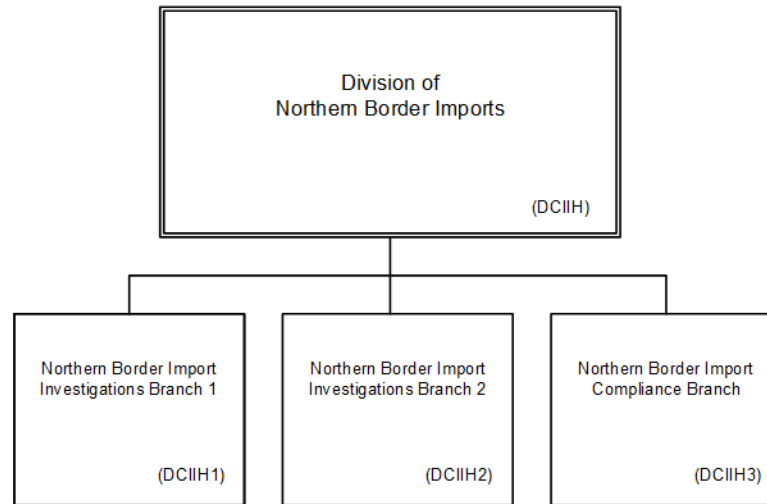 Division of
Northern Border Imports
(DCIIH)
Northern Border Import
Investigations Branch 1
(DCIIH1)
Northern Border Import
Investigations Branch 2
(DCIIH2)
Northern Border Import
Compliance Branch
(DCIIH3)